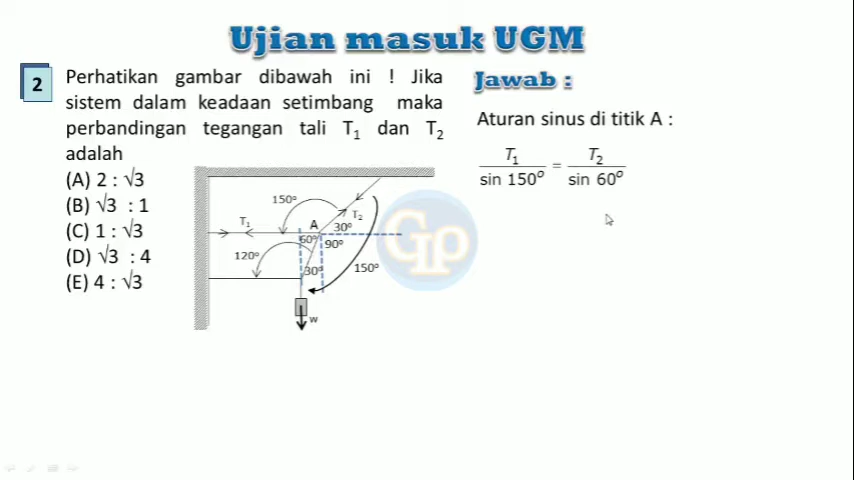 Ujian masuk UGM
2
Perhatikan gambar dibawah ini ! Jika
sistem dalam keadaan setimbang maka
perbandingan tegangan tali T₁ dan T₂
adalah
(A) 2 : √3
(B) √3 : 1
(C) 1 : √3
(D) √3 : 4
(E) 4 : √3
150°
T₁
A
T₂
30°
60°
90°
120°
30°
150°
w
Gp
Jawab :
Aturan sinus di titik A :
T₁/sin 150° = T₂/sin 60°